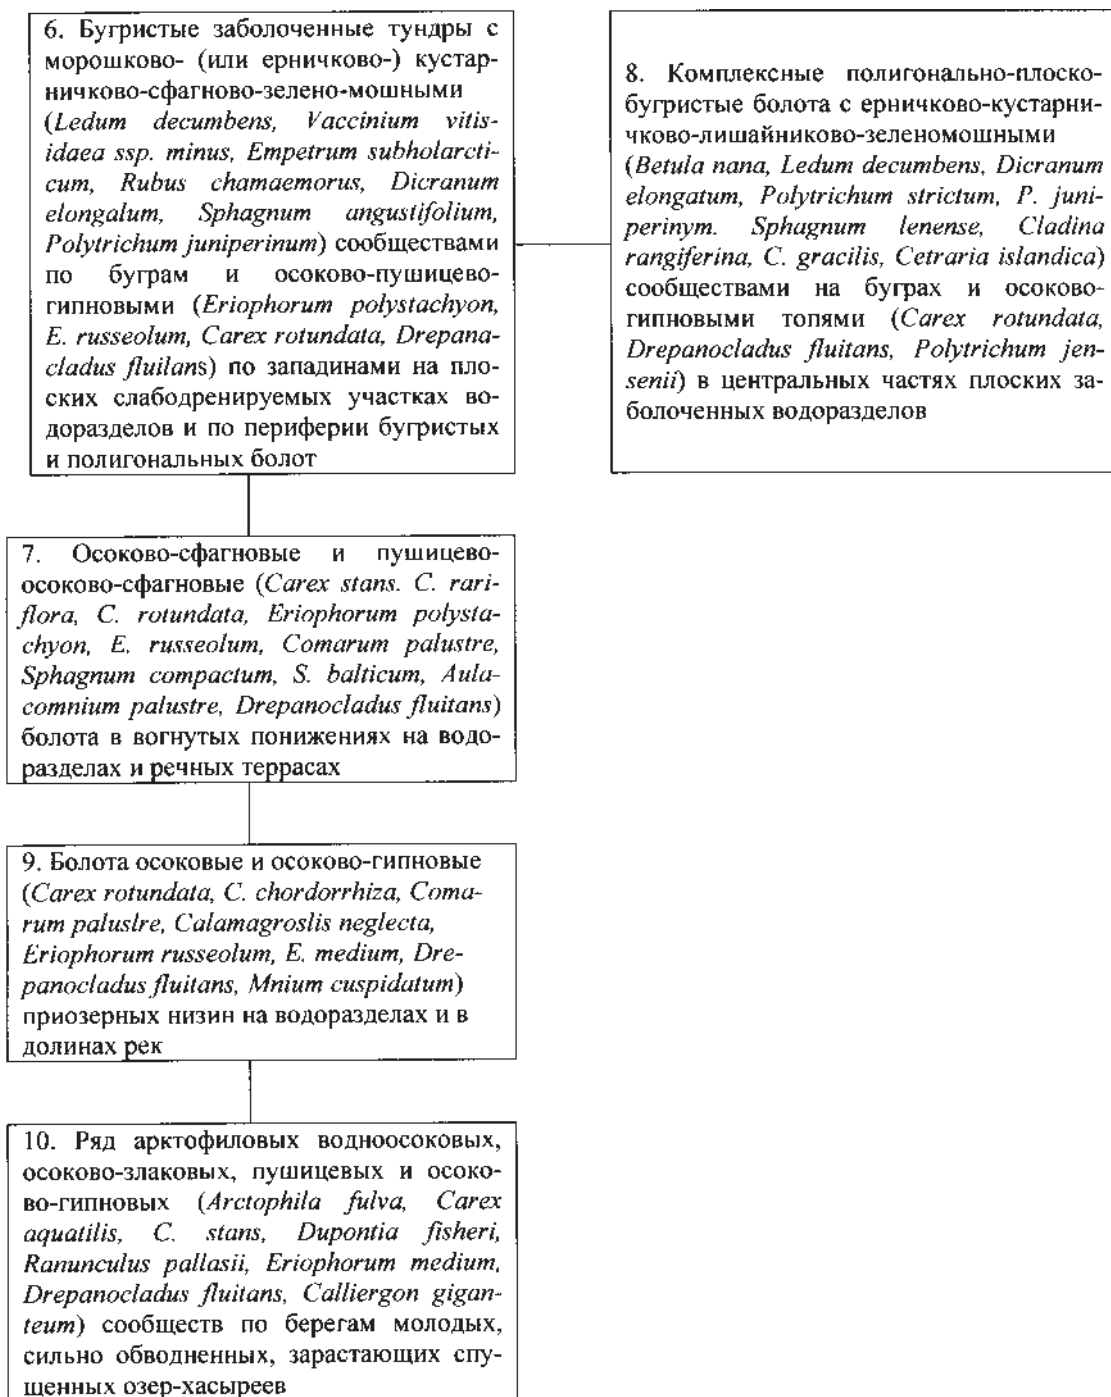 6. Бугристые заболоченные тундры с
морошково- (или ерничково-) кустар-
ничково-сфагново-зелено-мошными
(Ledum decumbens, Vaccinium vitis-
idaea ssp. minus, Empetrum subholarcti-
cum, Rubus chamaemorus, Dicranum
elongalum, Sphagnum angustifolium,
Polytrichum juniperinum) сообществами
по буграм и осоково-пушицево-
гипновыми (Eriophorum polystachyon,
E. russeolum, Carex rotundata, Drepana-
cladus fluilans) по западинами на пло-
ских слабодренируемых участках во-
доразделов и по периферии бугристых
и полигональных болот
8. Комплексные полигонально-плоско-
бугристые болота с ерничково-кустарни-
чково-лишайниково-зеленомошными
(Betula nana, Ledum decumbens, Dicranum
elongatum, Polytrichum strictum, P. juni-
perinym. Sphagnum lenense, Cladina
rangiferina, C. gracilis, Cetraria islandica)
сообществами на буграх и осоково-
гипновыми топями (Carex rotundata,
Drepanocladus fluitans, Polytrichum jen-
senii) в центральных частях плоских за-
болоченных водоразделов
7. Осоково-сфагновые и пушицево-
осоково-сфагновые (Carex stans. C. rari-
flora, C. rotundata, Eriophorum polysta-
chyon, E. russeolum, Comarum palustre,
Sphagnum compactum, S. balticum, Aula-
comnium palustre, Drepanocladus fluitans)
болота в вогнутых понижениях на водо-
разделах и речных террасах
9. Болота осоковые и осоково-гипновые
(Carex rotundata, C. chordorrhiza, Coma-
rum paluslre, Calamagroslis neglecta,
Eriophorum russeolum, E. medium, Dre-
panocladus fluitans, Mnium cuspidatum)
приозерных низин на водоразделах и в
долинах рек
10. Ряд арктофиловых водноосоковых,
осоково-злаковых, пушицевых и осоко-
во-гипновых (Arctophila fulva, Carex
aquatilis, C. stans, Dupontia fisheri,
Ranunculus pallasii, Eriophorum medium,
Drepanocladus fluitans, Calliergon gigan-
teum) сообществ по берегам молодых,
сильно обводненных, зарастающих спу-
щенных озер-хасыреев